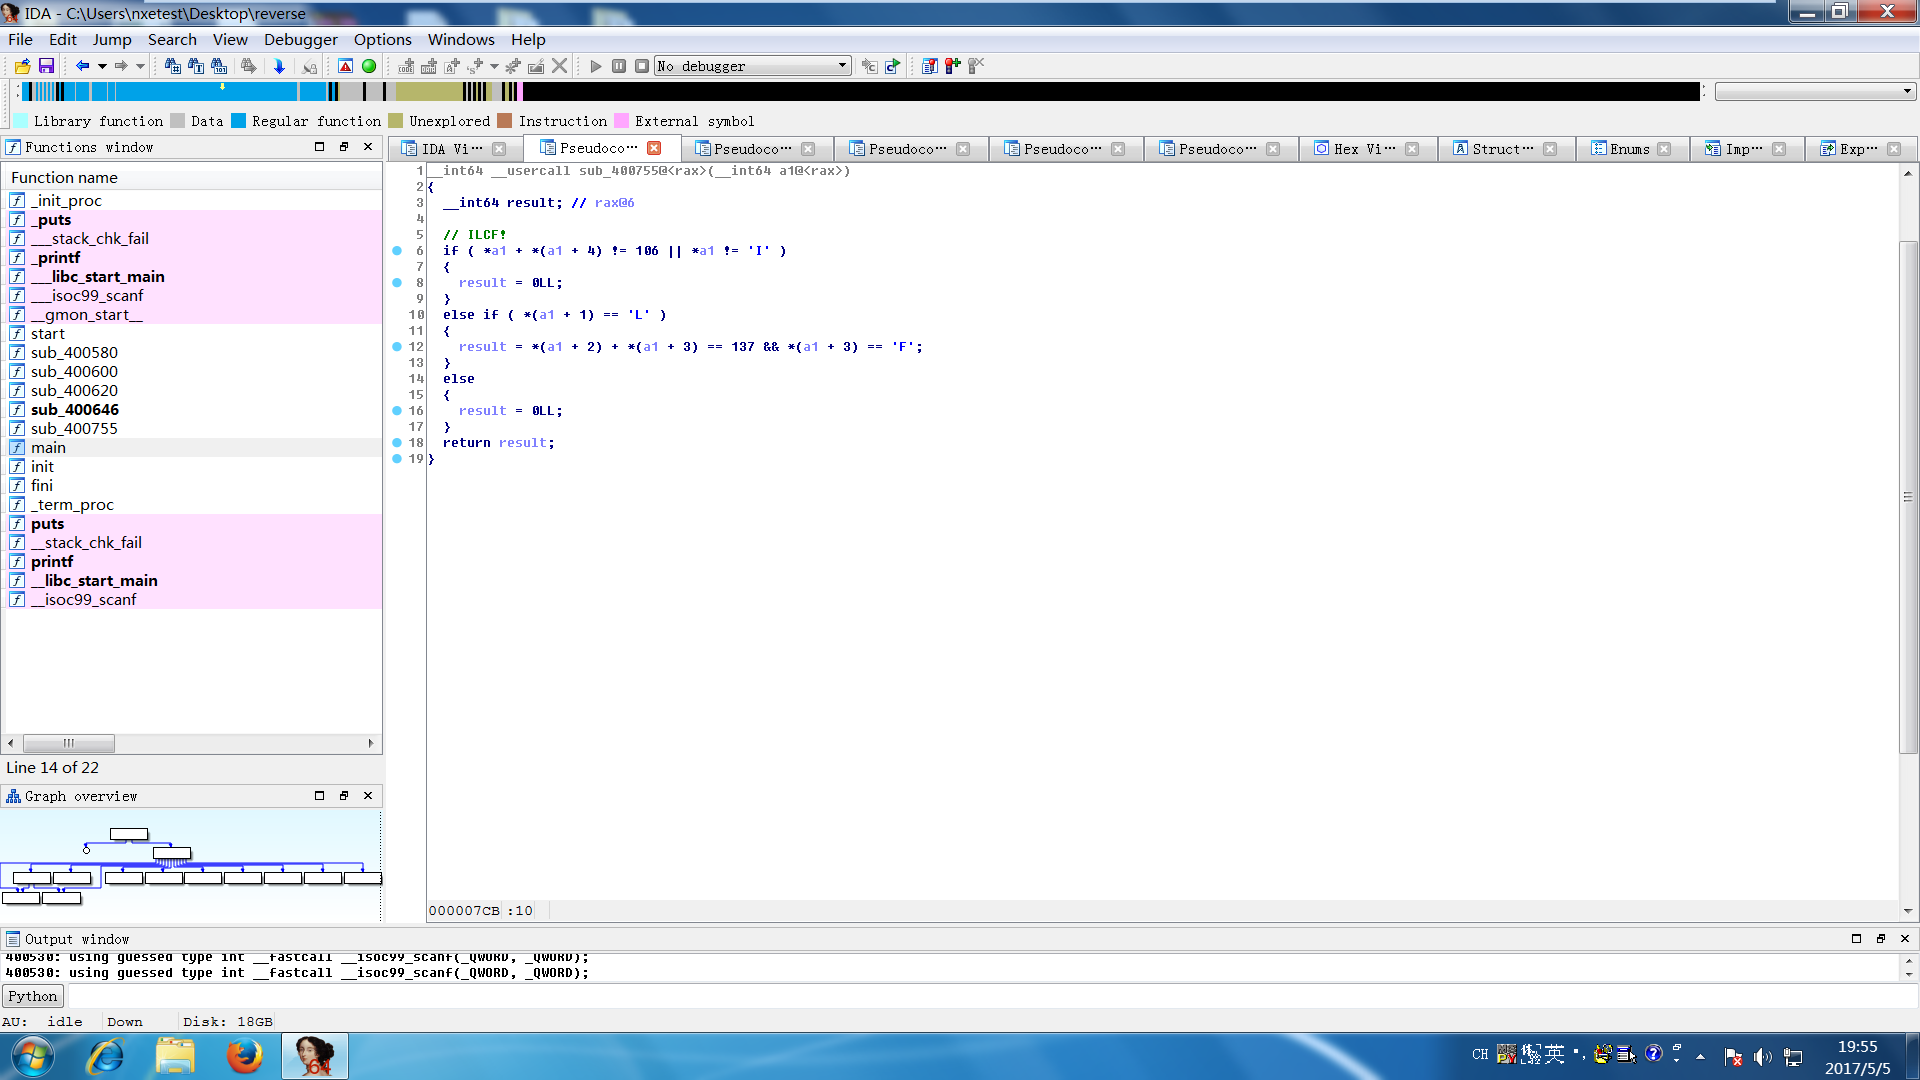 IDA - C:\Users\nxetest\Desktop\reverse
File Edit Jump Search View Debugger Options Windows Help
No debugger
Library function Data Regular function Unexplored Instruction External symbol
Functions window
Function name
_init_proc
_puts
___stack_chk_fail
_printf
___libc_start_main
___isoc99_scanf
__gmon_start__
start
sub_400580
sub_400600
sub_400620
sub_400646
sub_400755
main
init
fini
_term_proc
puts
__stack_chk_fail
printf
__libc_start_main
__isoc99_scanf
Line 14 of 22
Graph overview
IDA Vi… Pseudoco… Pseudoco… Pseudoco… Pseudoco… Pseudoco… Hex Vi… Struct… Enums Imp… Exp…
1 __int64 __usercall sub_400755@<rax>(__int64 a1@<rax>)
2 {
3 __int64 result; // rax@6
4
5 // ILCF!
6 if ( *a1 + *(a1 + 4) != 106 || *a1 != 'I' )
7 {
8 result = 0LL;
9 }
10 else if ( *(a1 + 1) == 'L' )
11 {
12 result = *(a1 + 2) + *(a1 + 3) == 137 && *(a1 + 3) == 'F';
13 }
14 else
15 {
16 result = 0LL;
17 }
18 return result;
19 }
000007CB :10
Output window
400530: using guessed type int __fastcall __isoc99_scanf(_QWORD, _QWORD);
400530: using guessed type int __fastcall __isoc99_scanf(_QWORD, _QWORD);
Python
AU: idle Down Disk: 18GB
64
CH 英
19:55
2017/5/5